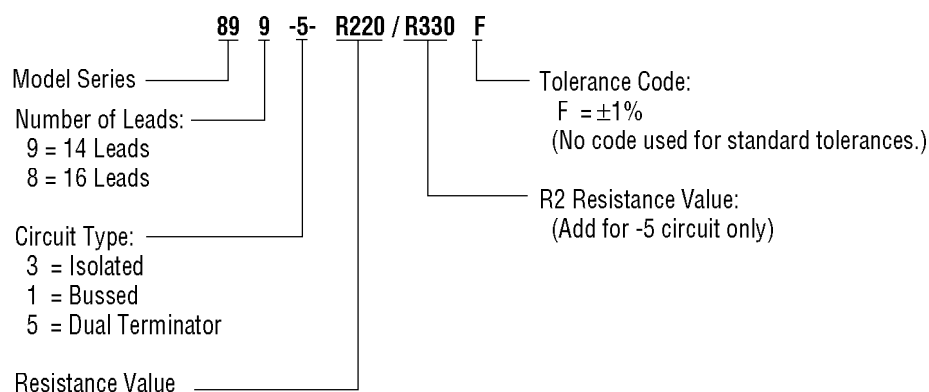 89 9 -5- R220 / R330 F
Model Series
Number of Leads:
9 = 14 Leads
8 = 16 Leads
Circuit Type:
3 = Isolated
1 = Bussed
5 = Dual Terminator
Resistance Value
Tolerance Code:
F = ±1%
(No code used for standard tolerances.)
R2 Resistance Value:
(Add for -5 circuit only)